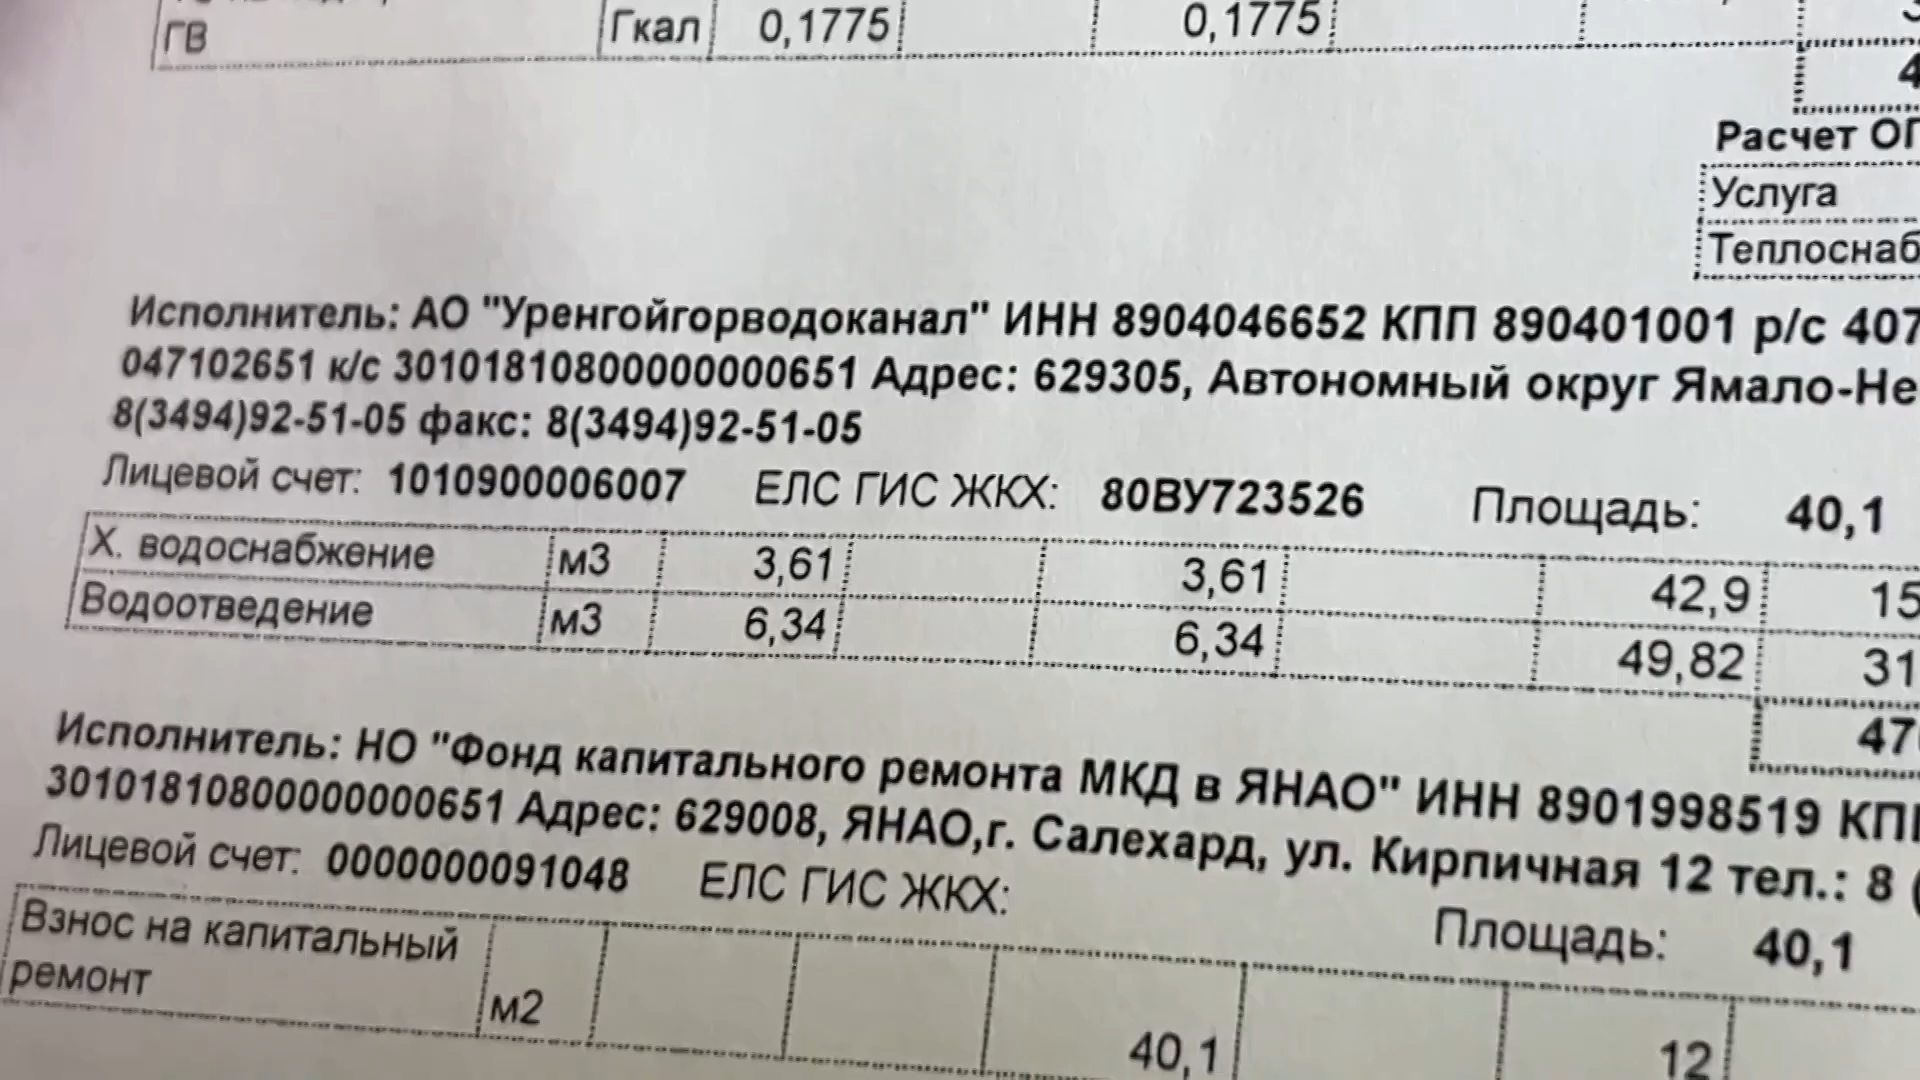 ГВ Гкал 0,1775 0,1775
Расчет
Услуга
Исполнитель: АО "Уренгойгорводоканал" ИНН 8904046652 КПП 890401001 р/с 407
047102651 к/с 30101810800000000651 Адрес: 629305, Автономный округ Ямало-Не
8(3494)92-51-05 факс: 8(3494)92-51-05
Лицевой счет: 1010900006007 ЕЛС ГИС ЖКХ: 80ВУ723526 Площадь: 40,1
Х. водоснабжение м3 3,61 3,61 42,9 15
Водоотведение м3 6,34 6,34 49,82 31
47
Исполнитель: НО "Фонд капитального ремонта МКД в ЯНАО" ИНН 8901998519 КПП
30101810800000000651 Адрес: 629008, ЯНАО,г. Салехард, ул. Кирпичная 12 тел.: 8 (
Лицевой счет: 0000000091048 ЕЛС ГИС ЖКХ: Площадь: 40,1
Взнос на капитальный
ремонт м2 40,1 12